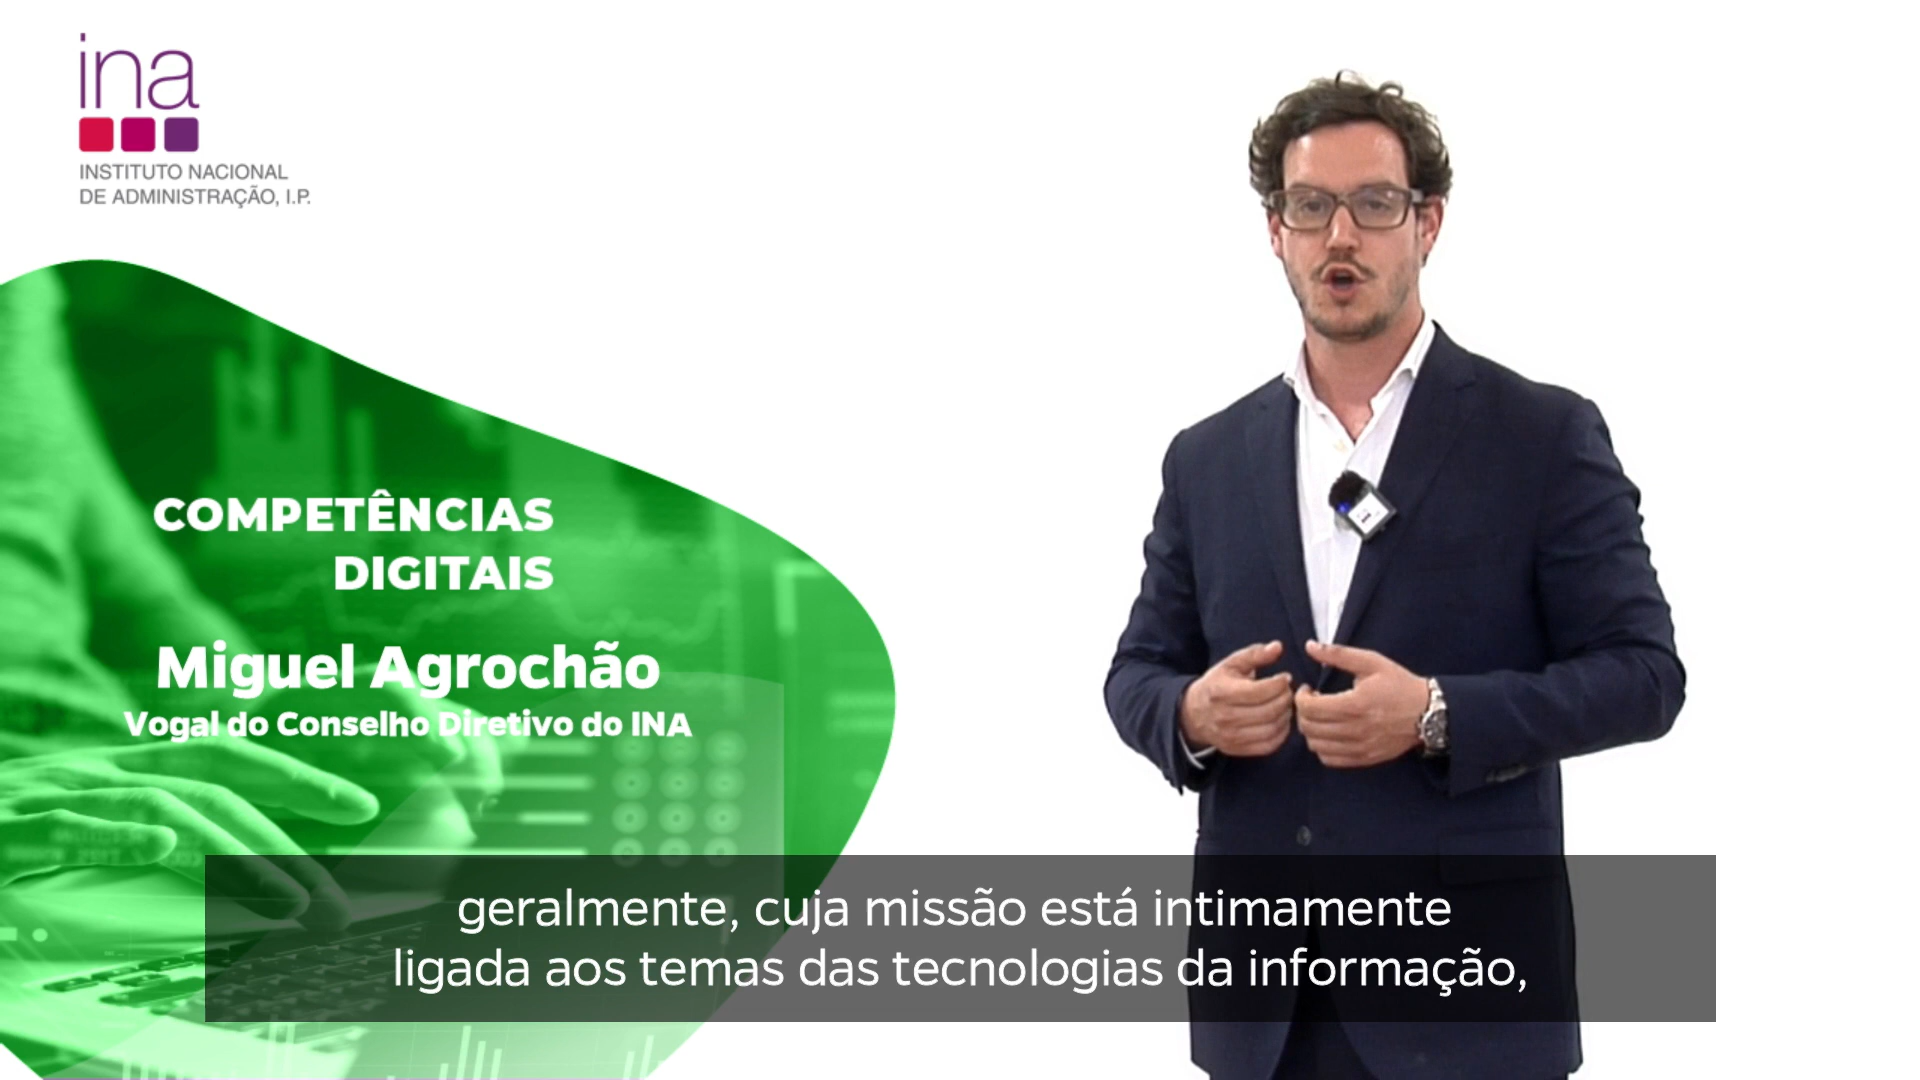 ina
INSTITUTO NACIONAL
DE ADMINISTRAÇÃO, I.P.
COMPETÊNCIAS
DIGITAIS
Miguel Agrochão
Vogal do Conselho Diretivo do INA
geralmente, cuja missão está intimamente
ligada aos temas das tecnologias da informação,